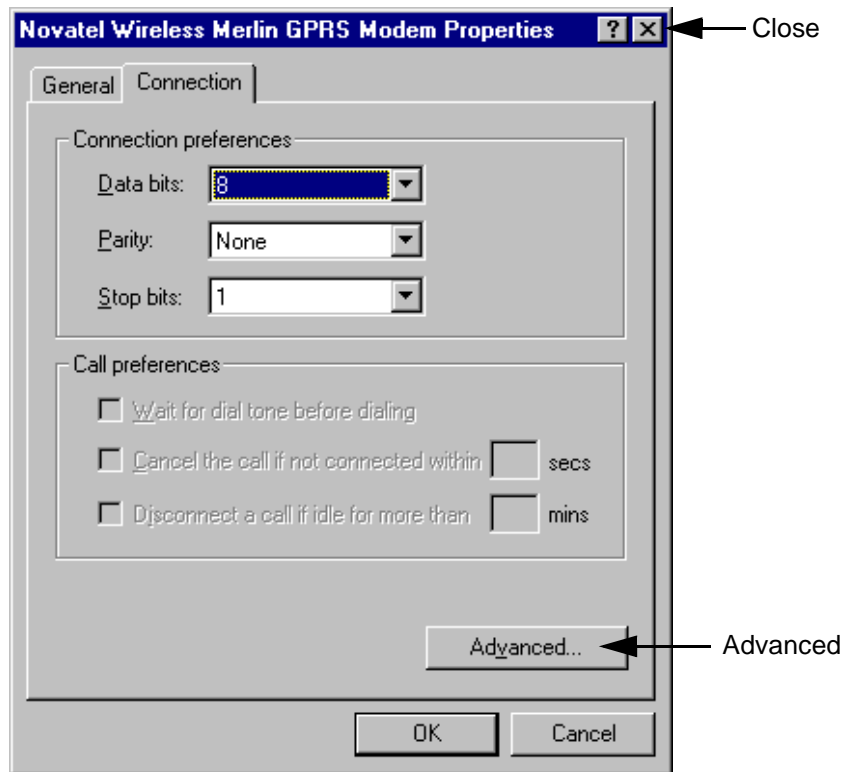 Novatel Wireless Merlin GPRS Modem Properties ? Close
General Connection
Connection preferences
Data bits: 8
Parity: None
Stop bits: 1
Call preferences
Wait for dial tone before dialing
Cancel the call if not connected within secs
Disconnect a call if idle for more than mins
Advanced... Advanced
OK Cancel